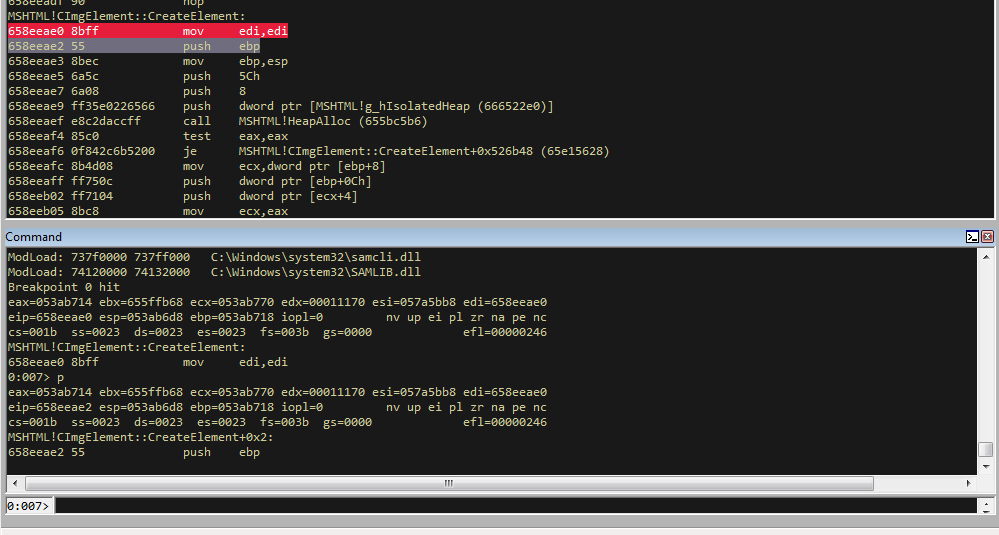 658eeadf 90              nop
MSHTML!CImgElement::CreateElement:
658eeae0 8bff            mov     edi,edi
658eeae2 55              push    ebp
658eeae3 8bec            mov     ebp,esp
658eeae5 6a5c            push    5Ch
658eeae7 6a08            push    8
658eeae9 ff35e0226566    push    dword ptr [MSHTML!g_hIsolatedHeap (666522e0)]
658eeaef e8c2daccff      call    MSHTML!HeapAlloc (655bc5b6)
658eeaf4 85c0            test    eax,eax
658eeaf6 0f842c6b5200    je      MSHTML!CImgElement::CreateElement+0x526b48 (65e15628)
658eeafc 8b4d08          mov     ecx,dword ptr [ebp+8]
658eeaff ff750c          push    dword ptr [ebp+0Ch]
658eeb02 ff7104          push    dword ptr [ecx+4]
658eeb05 8bc8            mov     ecx,eax
Command
ModLoad: 737f0000 737ff000   C:\Windows\system32\samcli.dll
ModLoad: 74120000 74132000   C:\Windows\system32\SAMLIB.dll
Breakpoint 0 hit
eax=053ab714 ebx=655ffb68 ecx=053ab770 edx=00011170 esi=057a5bb8 edi=658eeae0
eip=658eeae0 esp=053ab6d8 ebp=053ab718 iopl=0         nv up ei pl zr na pe nc
cs=001b  ss=0023  ds=0023  es=0023  fs=003b  gs=0000             efl=00000246
MSHTML!CImgElement::CreateElement:
658eeae0 8bff            mov     edi,edi
0:007> p
eax=053ab714 ebx=655ffb68 ecx=053ab770 edx=00011170 esi=057a5bb8 edi=658eeae0
eip=658eeae2 esp=053ab6d8 ebp=053ab718 iopl=0         nv up ei pl zr na pe nc
cs=001b  ss=0023  ds=0023  es=0023  fs=003b  gs=0000             efl=00000246
MSHTML!CImgElement::CreateElement+0x2:
658eeae2 55              push    ebp
0:007>